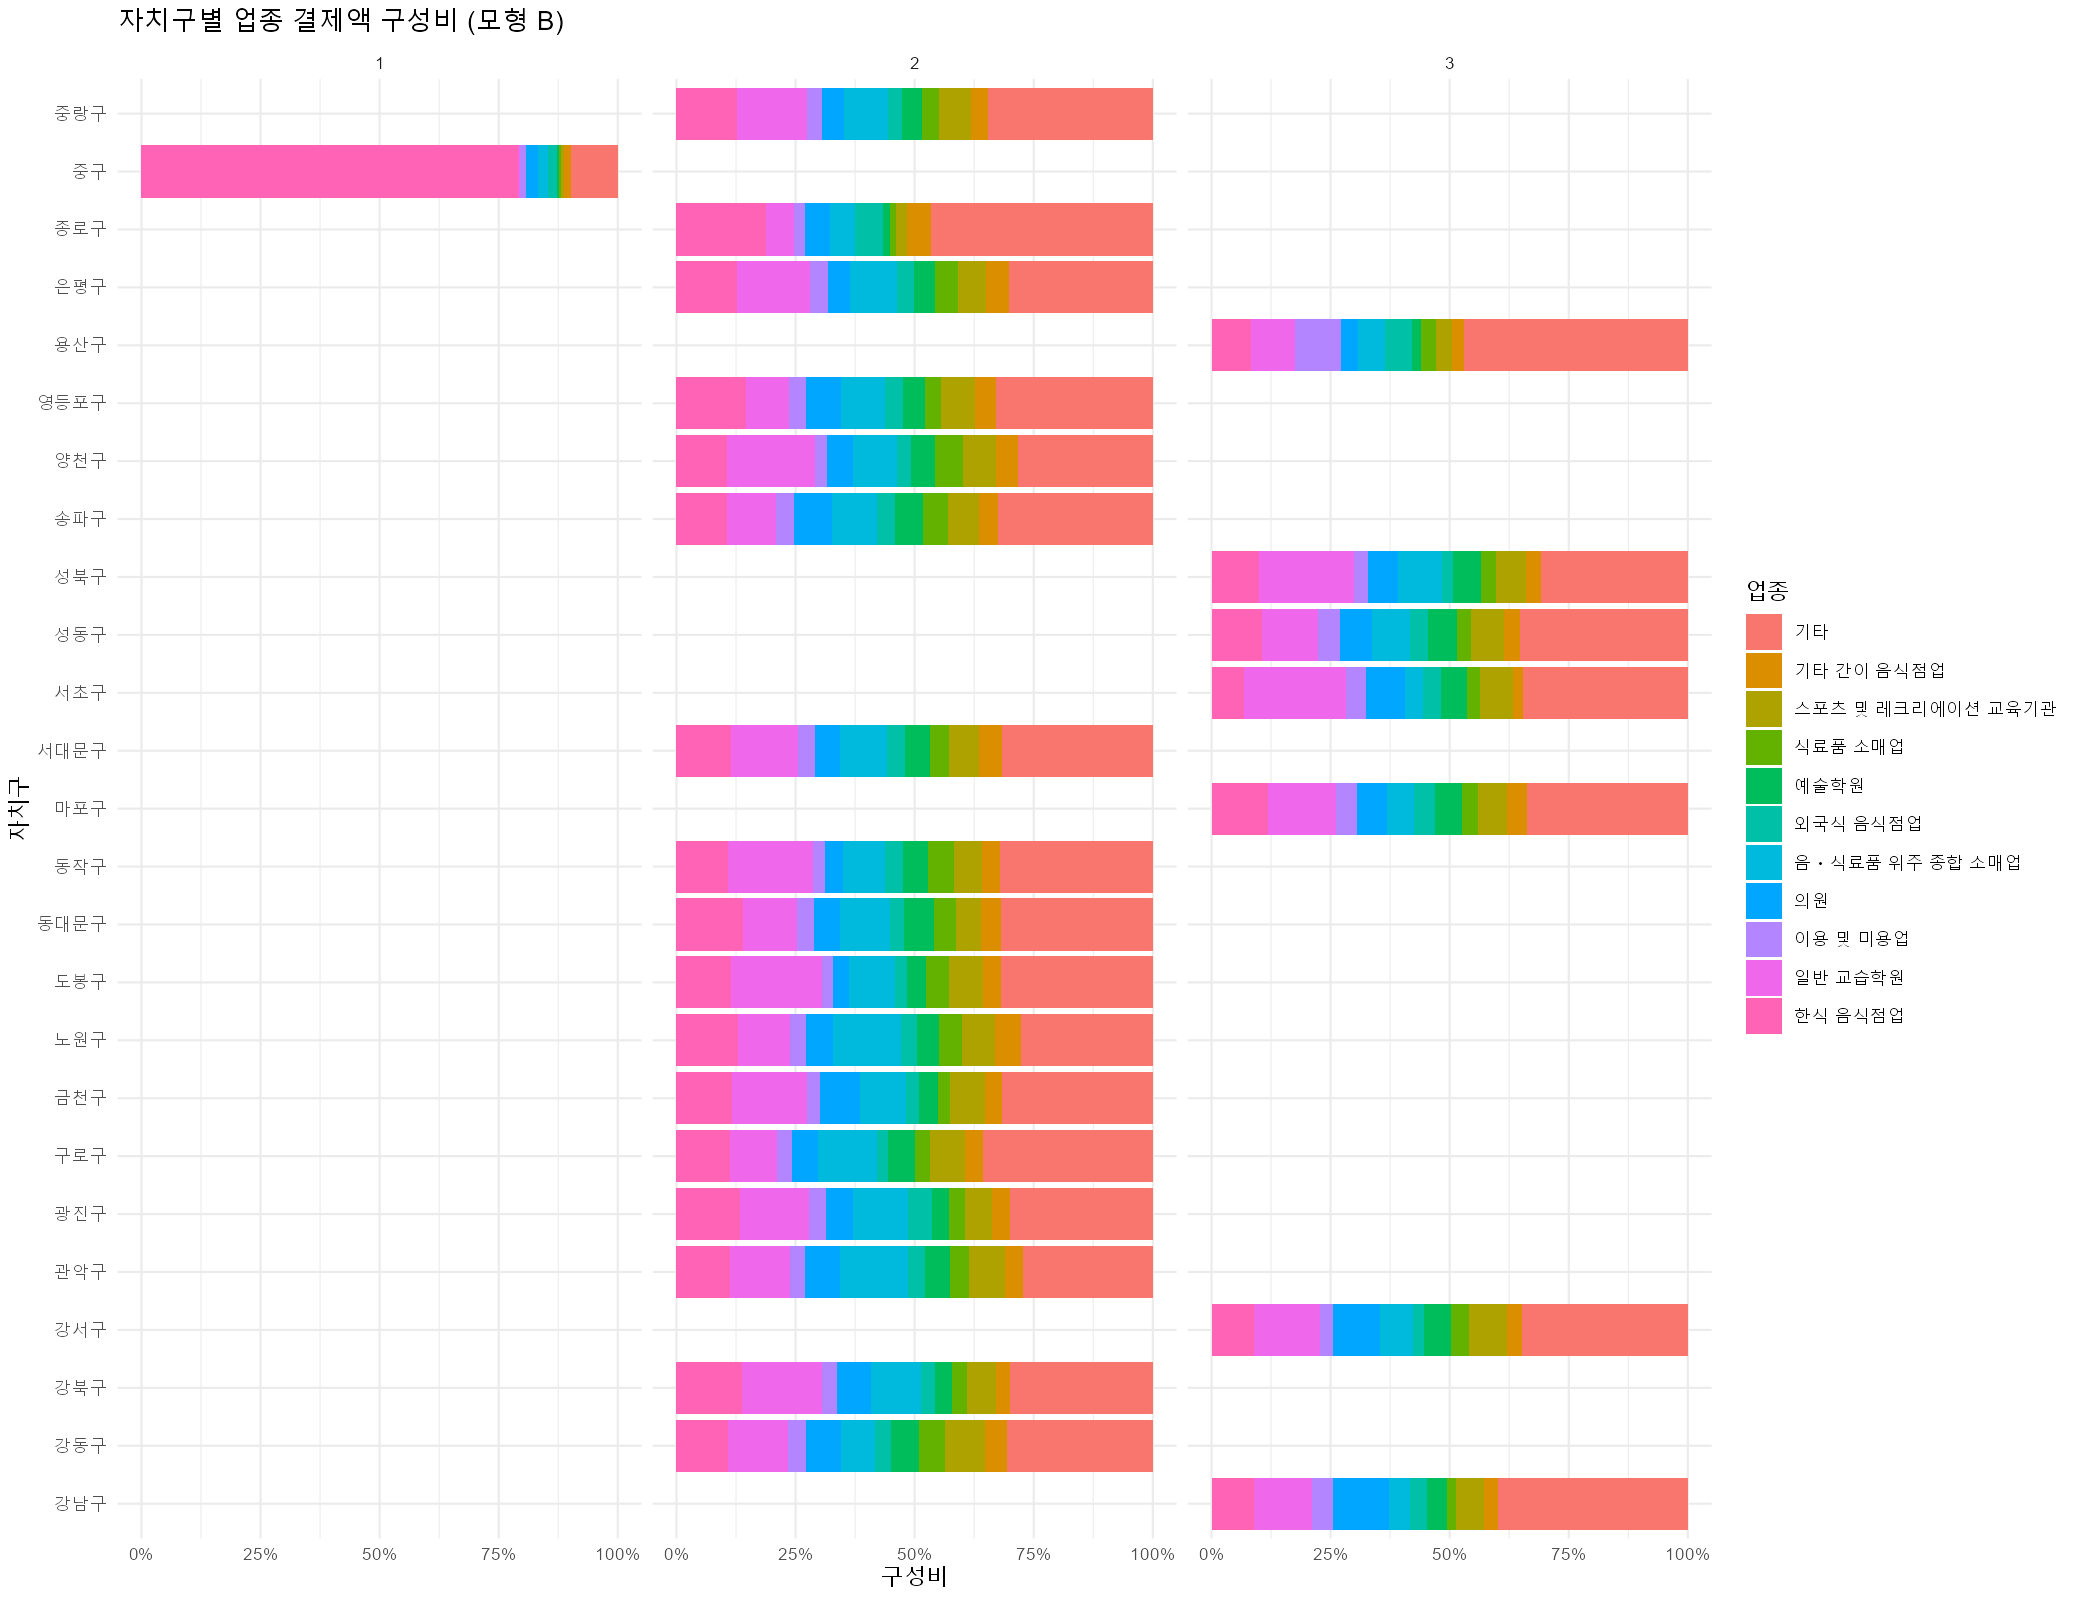 자치구별 업종 결제액 구성비 (모형 B)
1
2
3
중랑구
중구
종로구
은평구
용산구
영등포구
양천구
송파구
성북구
성동구
서초구
서대문구
마포구
동작구
동대문구
도봉구
노원구
금천구
구로구
광진구
관악구
강서구
강북구
강동구
강남구
자치구
0% 25% 50% 75% 100% 0% 25% 50% 75% 100% 0% 25% 50% 75% 100%
구성비
업종
기타
기타 간이 음식점업
스포츠 및 레크리에이션 교육기관
식료품 소매업
예술학원
외국식 음식점업
음·식료품 위주 종합 소매업
의원
이용 및 미용업
일반 교습학원
한식 음식점업